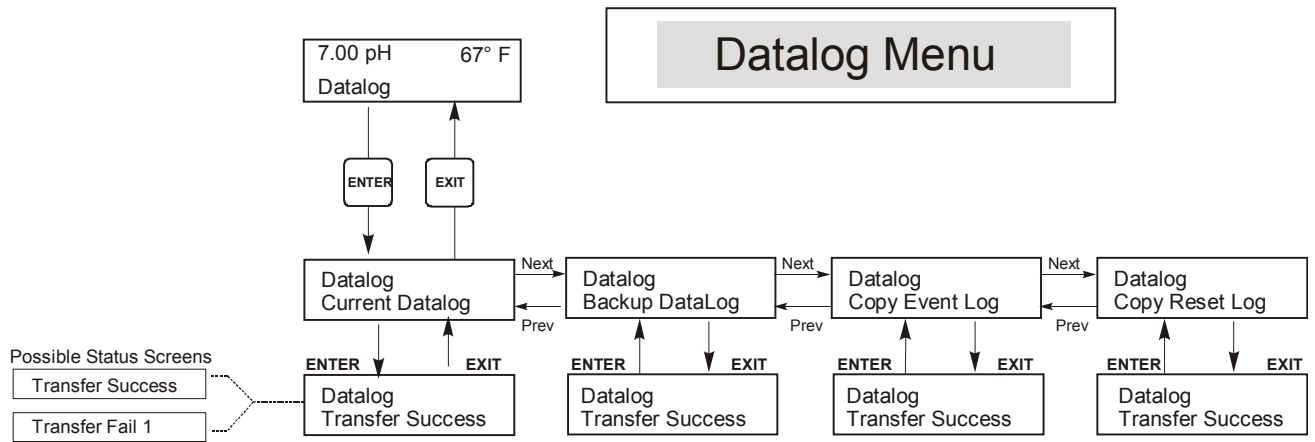 Datalog Menu
7.00 pH 67° F
Datalog
ENTER EXIT
Datalog
Current Datalog
Next
Prev
Datalog
Backup DataLog
Next
Prev
Datalog
Copy Event Log
Next
Prev
Datalog
Copy Reset Log
Possible Status Screens
Transfer Success
Transfer Fail 1
ENTER EXIT
Datalog
Transfer Success
ENTER EXIT
Datalog
Transfer Success
ENTER EXIT
Datalog
Transfer Success
ENTER EXIT
Datalog
Transfer Success